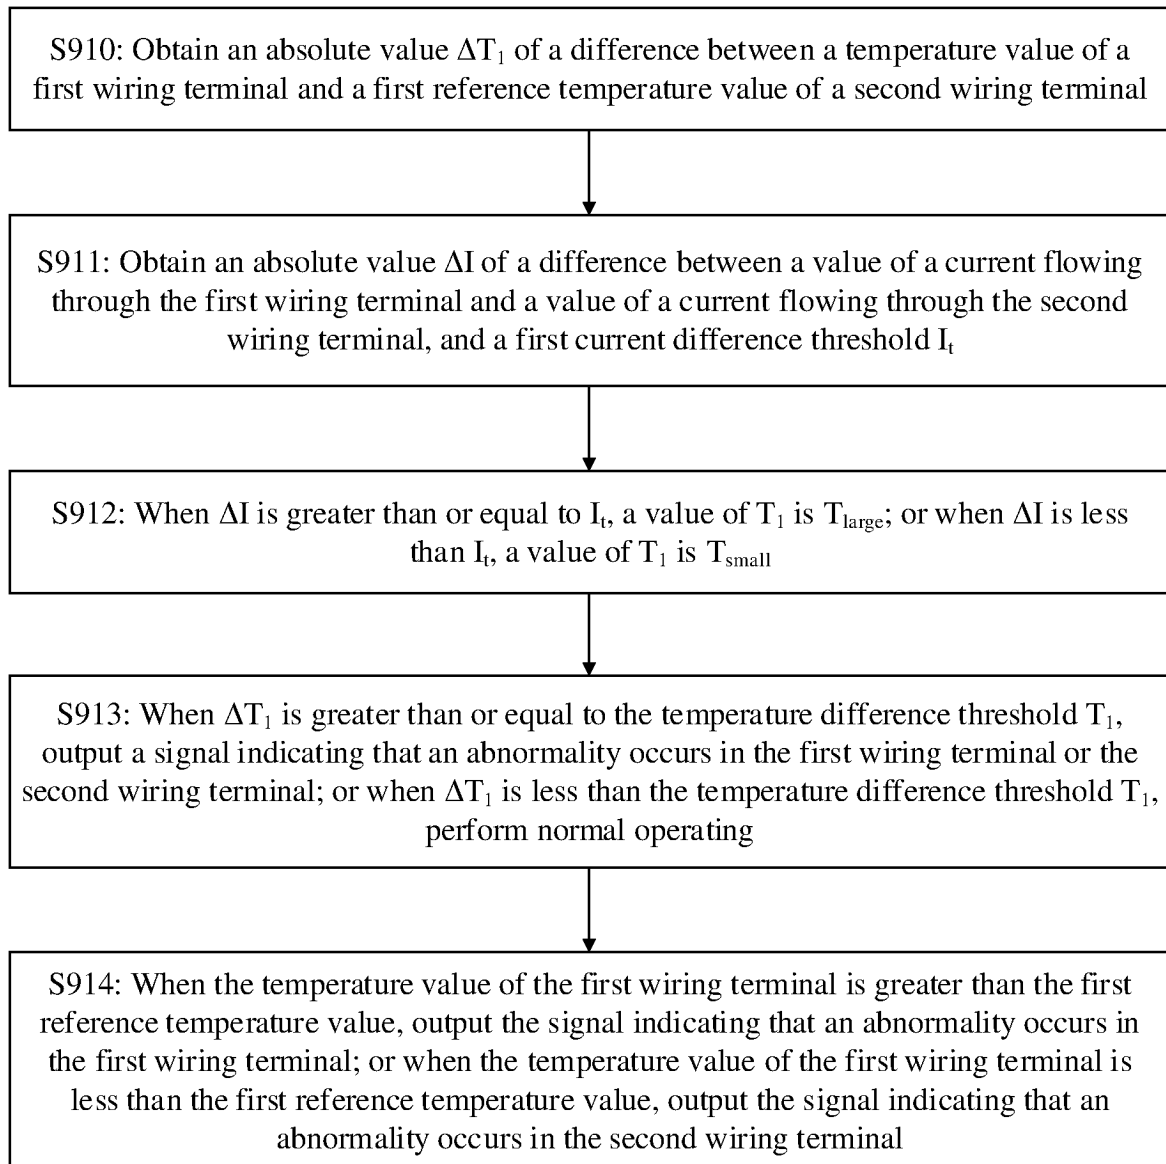 S910: Obtain an absolute value ΔT₁ of a difference between a temperature value of a
first wiring terminal and a first reference temperature value of a second wiring terminal
S911: Obtain an absolute value ΔI of a difference between a value of a current flowing
through the first wiring terminal and a value of a current flowing through the second
wiring terminal, and a first current difference threshold Iₜ
S912: When ΔI is greater than or equal to Iₜ, a value of T₁ is T_large; or when ΔI is less
than Iₜ, a value of T₁ is T_small
S913: When ΔT₁ is greater than or equal to the temperature difference threshold T₁,
output a signal indicating that an abnormality occurs in the first wiring terminal or the
second wiring terminal; or when ΔT₁ is less than the temperature difference threshold T₁,
perform normal operating
S914: When the temperature value of the first wiring terminal is greater than the first
reference temperature value, output the signal indicating that an abnormality occurs in
the first wiring terminal; or when the temperature value of the first wiring terminal is
less than the first reference temperature value, output the signal indicating that an
abnormality occurs in the second wiring terminal